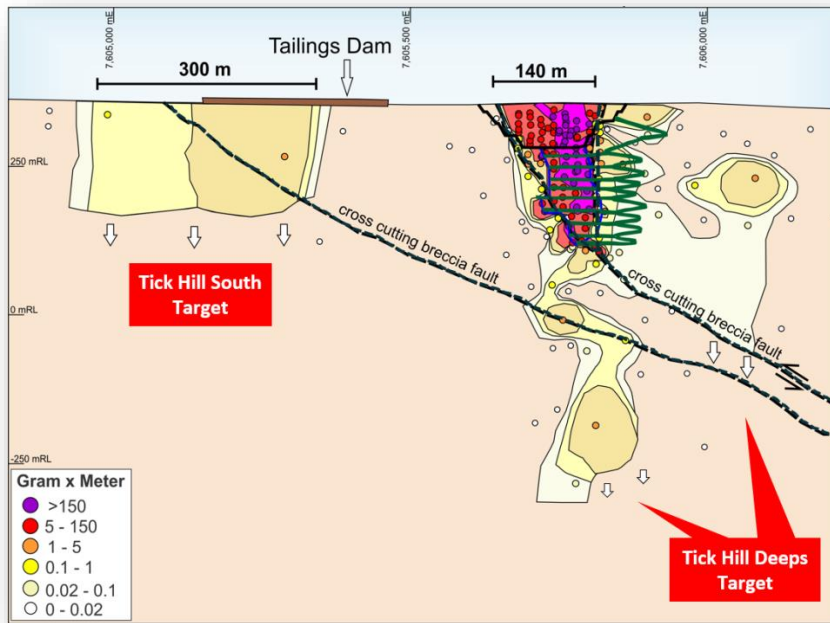 7,605,000 mE
7,605,500 mE
7,606,000 mE
Tailings Dam
300 m
140 m
250 mRL
cross cutting breccia fault
cross cutting breccia fault
Tick Hill South
Target
0 mRL
-250 mRL
Gram x Meter
>150
5 - 150
1 - 5
0.1 - 1
0.02 - 0.1
0 - 0.02
Tick Hill Deeps
Target